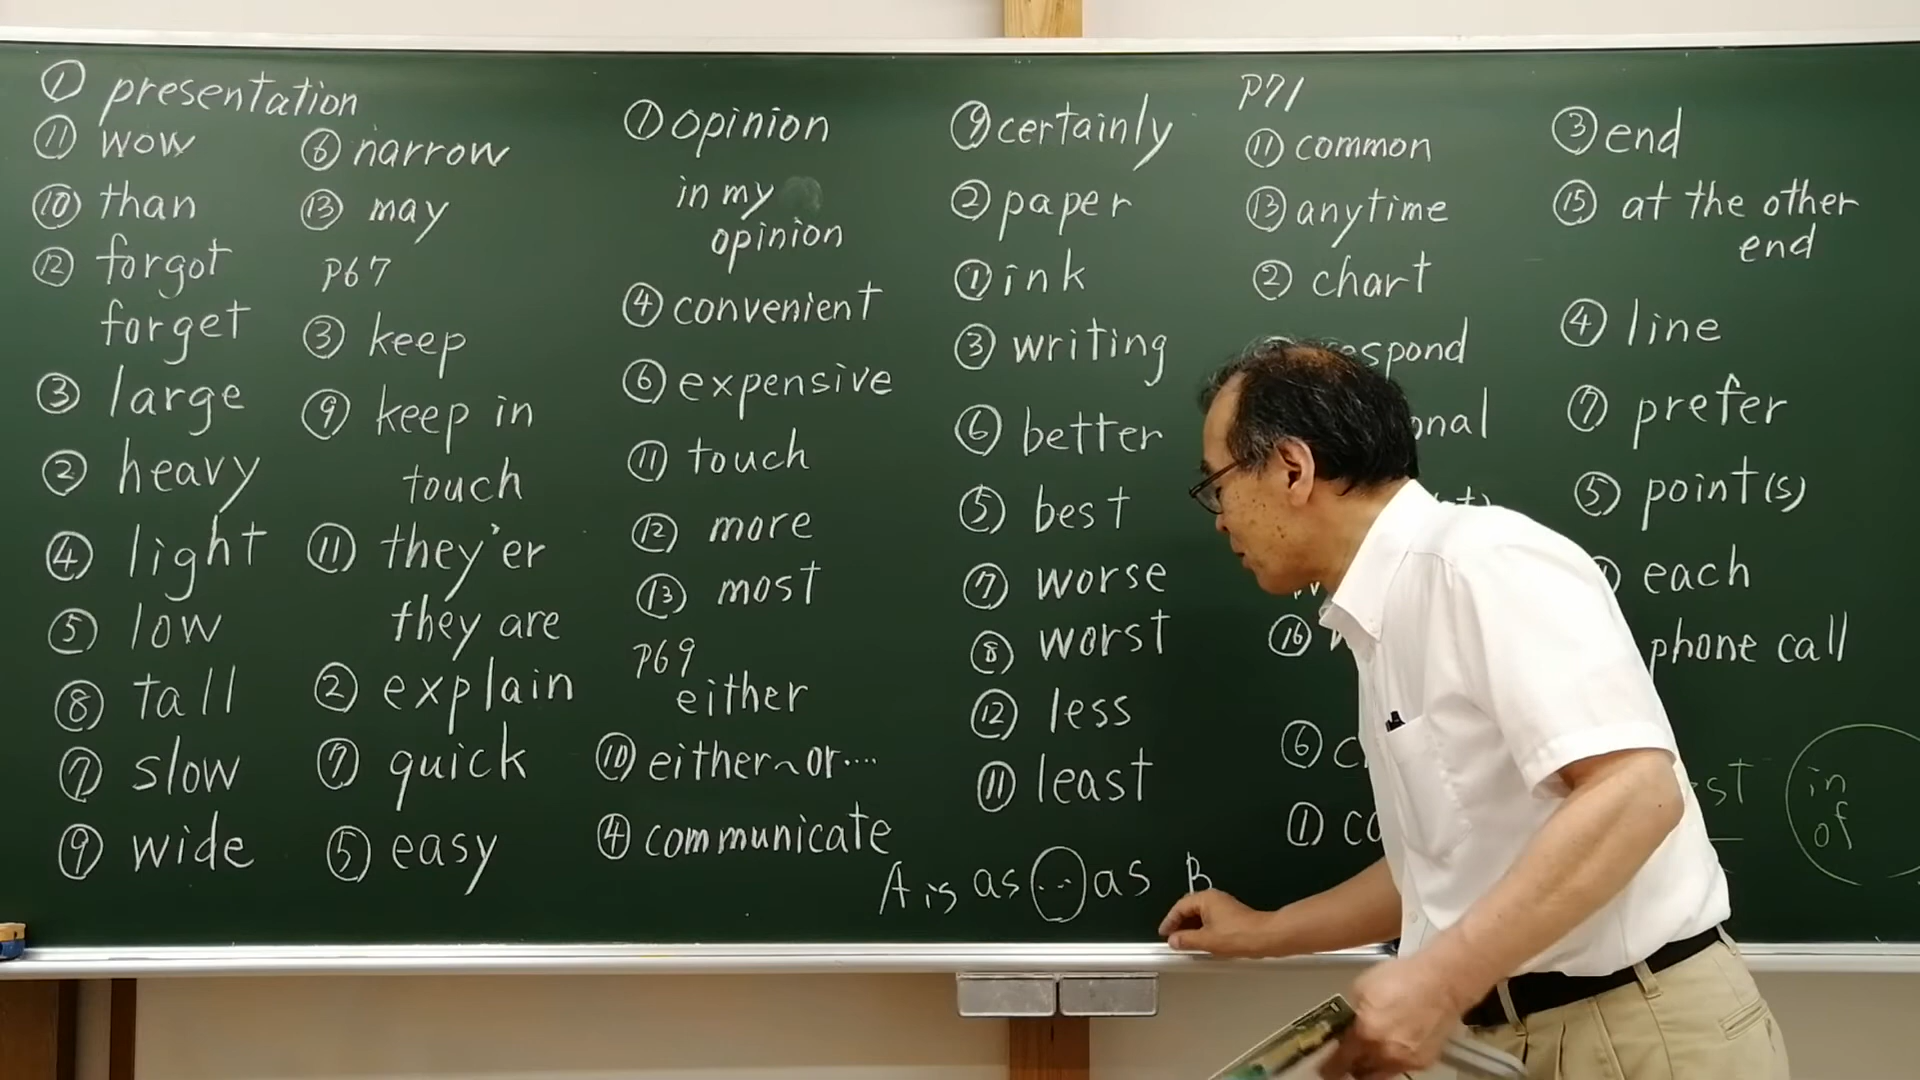 ① presentation
⑪ wow
⑩ than
⑫ forgot
forget
③ large
② heavy
④ light
⑤ low
⑧ tall
⑦ slow
⑨ wide
⑥ narrow
⑬ may
P67
③ keep
⑨ keep in
touch
⑪ they'er
they are
② explain
⑦ quick
⑤ easy
① opinion
in my
opinion
④ convenient
⑥ expensive
⑪ touch
⑫ more
⑬ most
P69
either
⑩ either~or....
④ communicate
⑨ certainly
② paper
① ink
③ writing
⑥ better
⑤ best
⑦ worse
⑧ worst
⑫ less
⑪ least
A is as ... as B
P71
⑪ common
⑬ anytime
② chart
⑯
⑥
①
③ end
⑮ at the other
end
④ line
⑦ prefer
⑤ point(s)
each
phone call
in
of